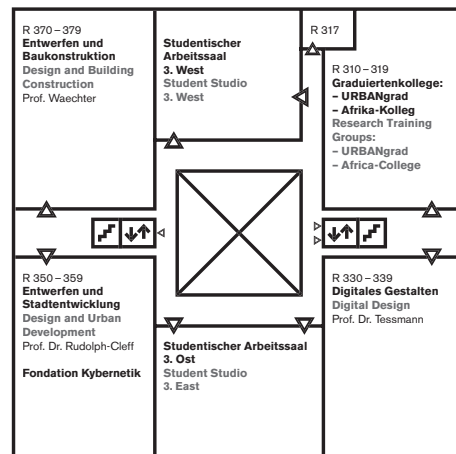 R 370 – 379
Entwerfen und
Baukonstruktion
Design and Building
Construction
Prof. Waechter
Studentischer
Arbeitssaal
3. West
Student Studio
3. West
R 317
R 310 – 319
Graduiertenkollege:
– URBANgrad
– Afrika-Kolleg
Research Training
Groups:
– URBANgrad
– Africa-College
R 350 – 359
Entwerfen und
Stadtentwicklung
Design and Urban
Development
Prof. Dr. Rudolph-Cleff
Fondation Kybernetik
Studentischer Arbeitssaal
3. Ost
Student Studio
3. East
R 330 – 339
Digitales Gestalten
Digital Design
Prof. Dr. Tessmann